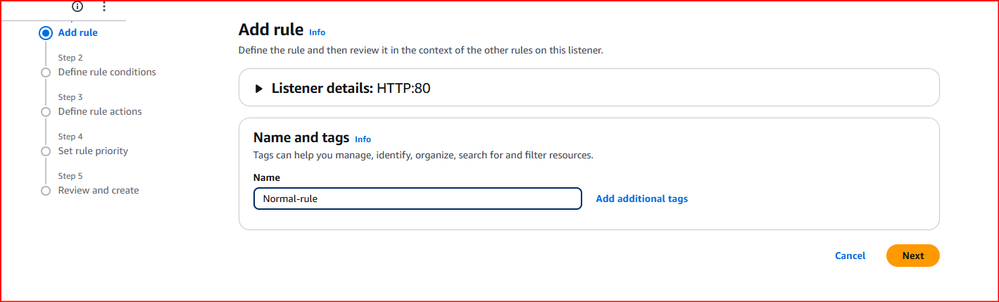 Add rule
Step 2
Define rule conditions
Step 3
Define rule actions
Step 4
Set rule priority
Step 5
Review and create
Add rule Info
Define the rule and then review it in the context of the other rules on this listener.
Listener details: HTTP:80
Name and tags Info
Tags can help you manage, identify, organize, search for and filter resources.
Name
Normal-rule
Add additional tags
Cancel
Next